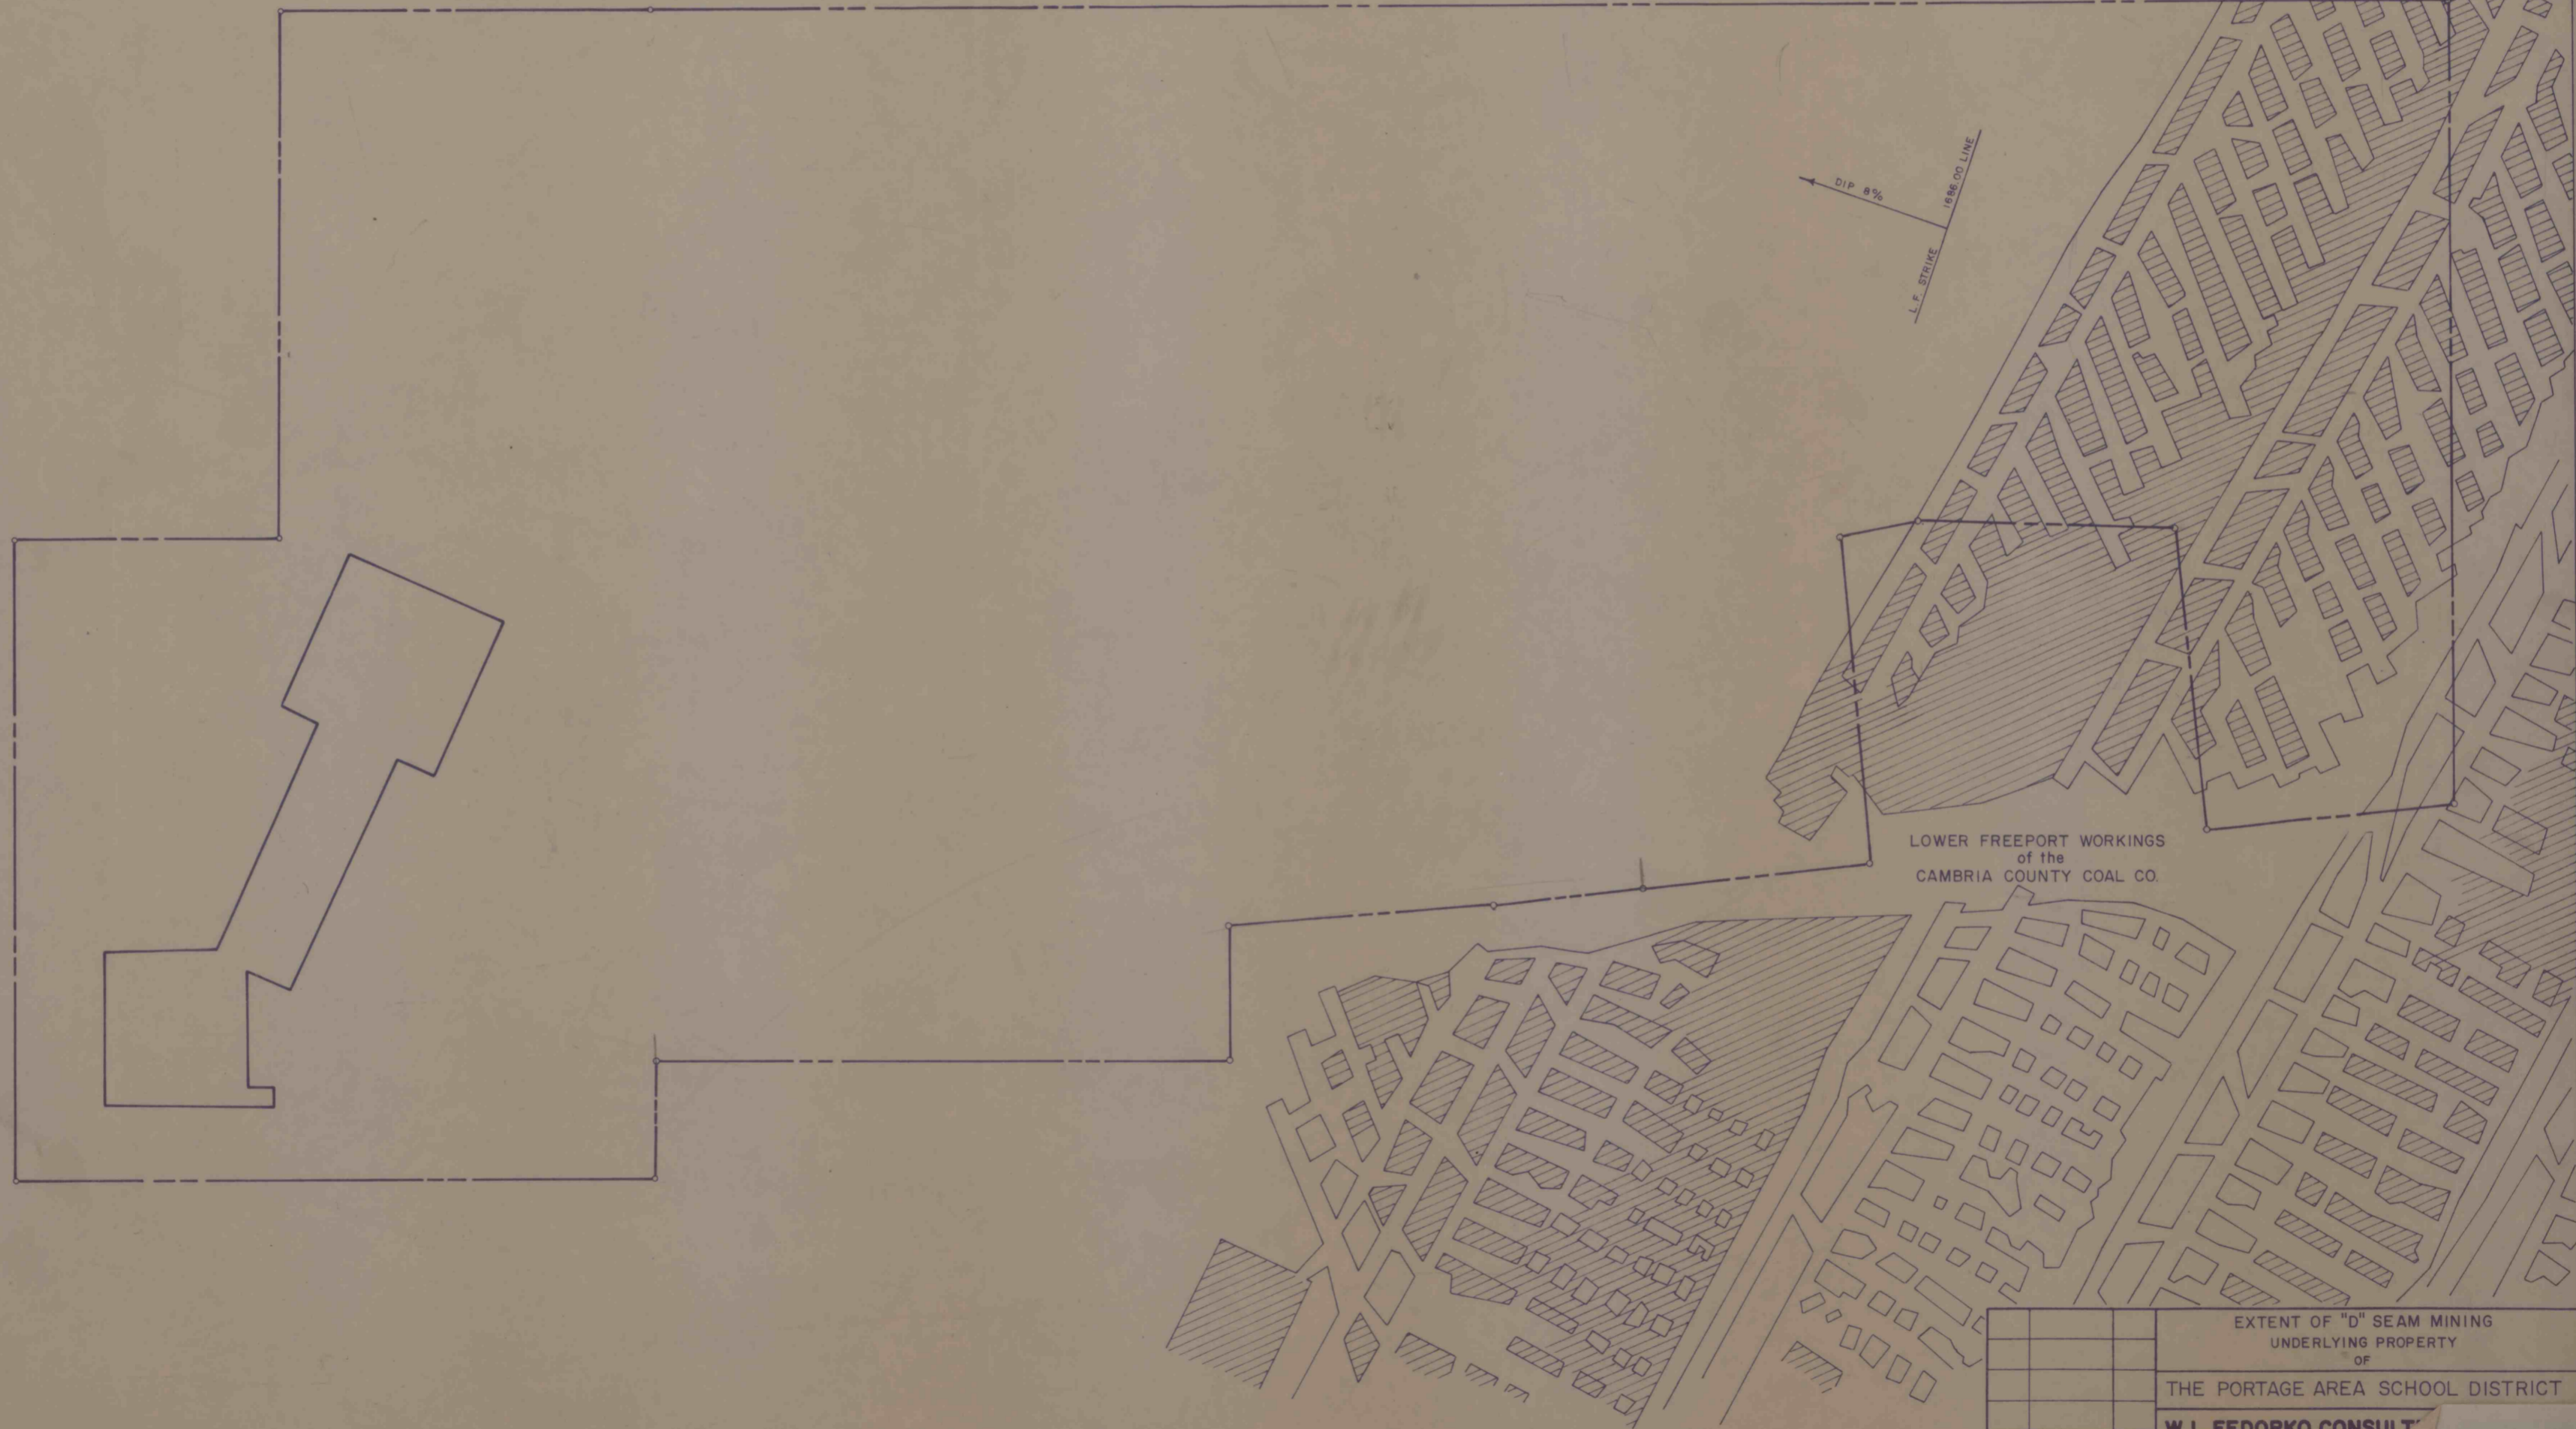 DIP 8%
1686.00 LINE
L.F. STRIKE
LOWER FREEPORT WORKINGS
of the
CAMBRIA COUNTY COAL CO.
EXTENT OF "D" SEAM MINING
UNDERLYING PROPERTY
OF
THE PORTAGE AREA SCHOOL DISTRICT
W.L. FEDORKO